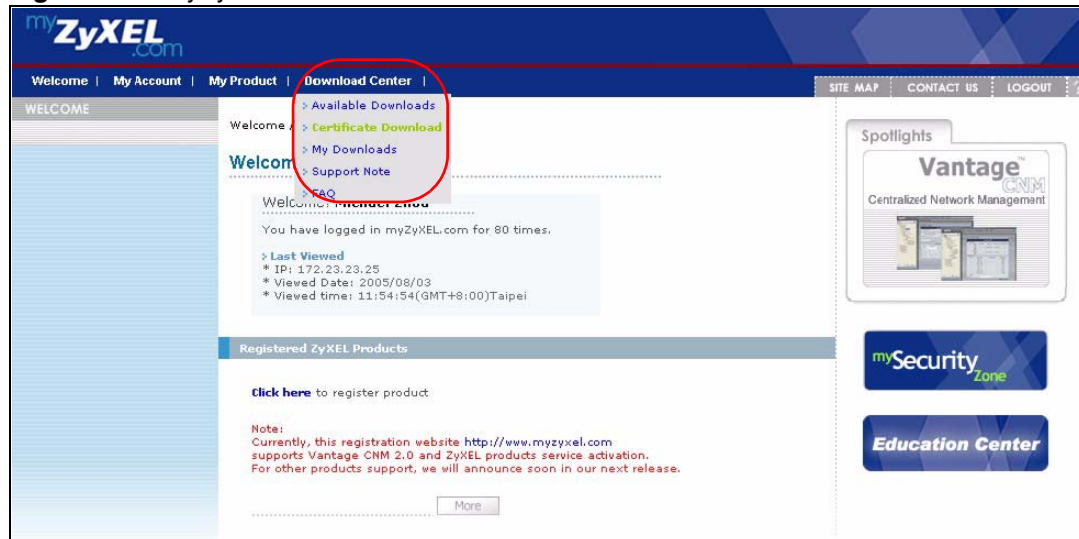 myZyXEL.com
Welcome | My Account | My Product | Download Center |
SITE MAP CONTACT US LOGOUT
WELCOME
> Available Downloads
> Certificate Download
> My Downloads
> Support Note
> FAQ
Welcome /
Welcom
You have logged in myZyXEL.com for 80 times.
> Last Viewed
* IP: 172.23.23.25
* Viewed Date: 2005/08/03
* Viewed time: 11:54:54(GMT+8:00)Taipei
Registered ZyXEL Products
Click here to register product
Note:
Currently, this registration website http://www.myzyxel.com
supports Vantage CNM 2.0 and ZyXEL products service activation.
For other products support, we will announce soon in our next release.
More
Spotlights
Vantage™
CNM
Centralized Network Management
mySecurity Zone
Education Center